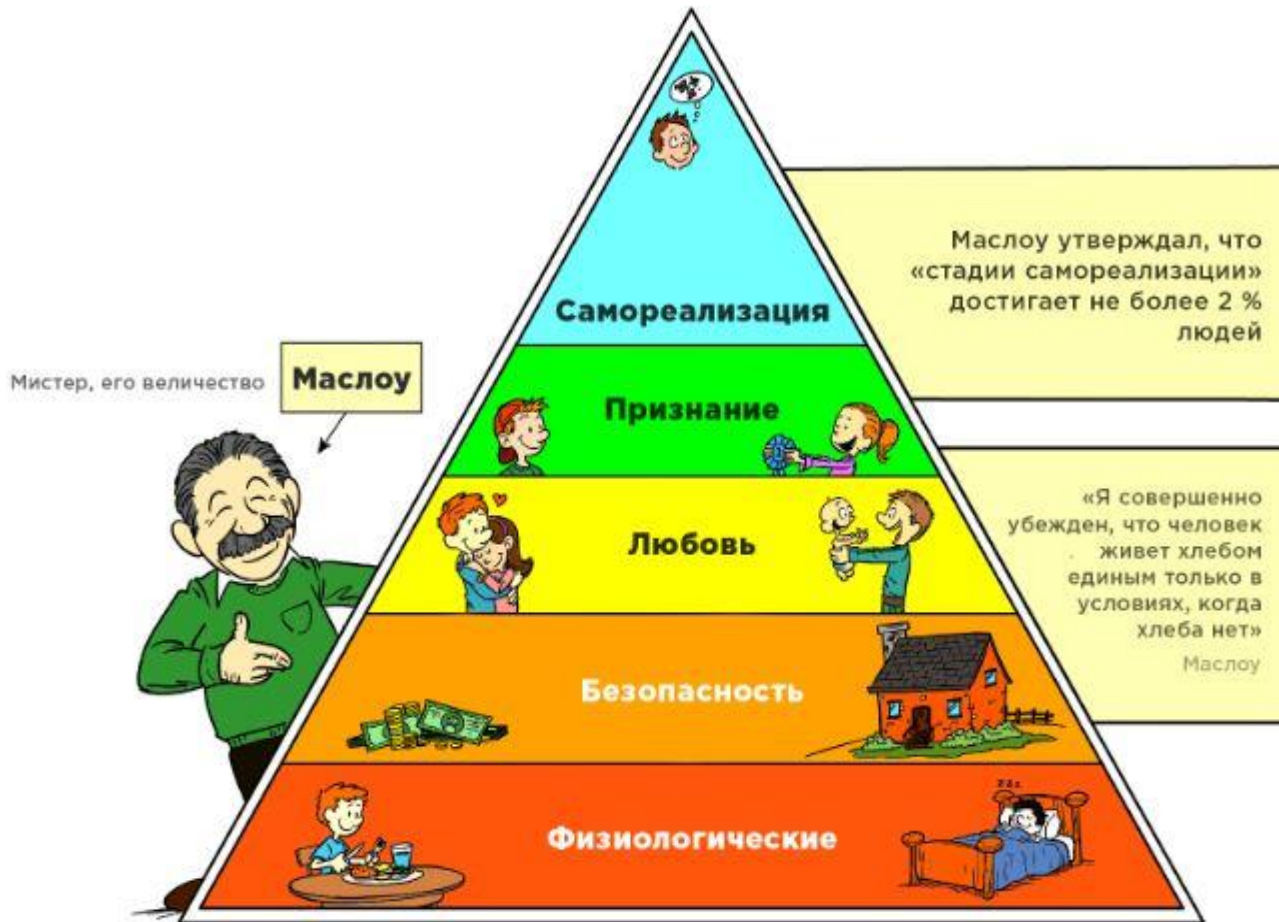 Самореализация
Признание
Любовь
Безопасность
Физиологические
Мистер, его величество
Маслоу
Маслоу утверждал, что
«стадии самореализации»
достигает не более 2 %
людей
«Я совершенно
убежден, что человек
живет хлебом
единым только в
условиях, когда
хлеба нет»
Маслоу